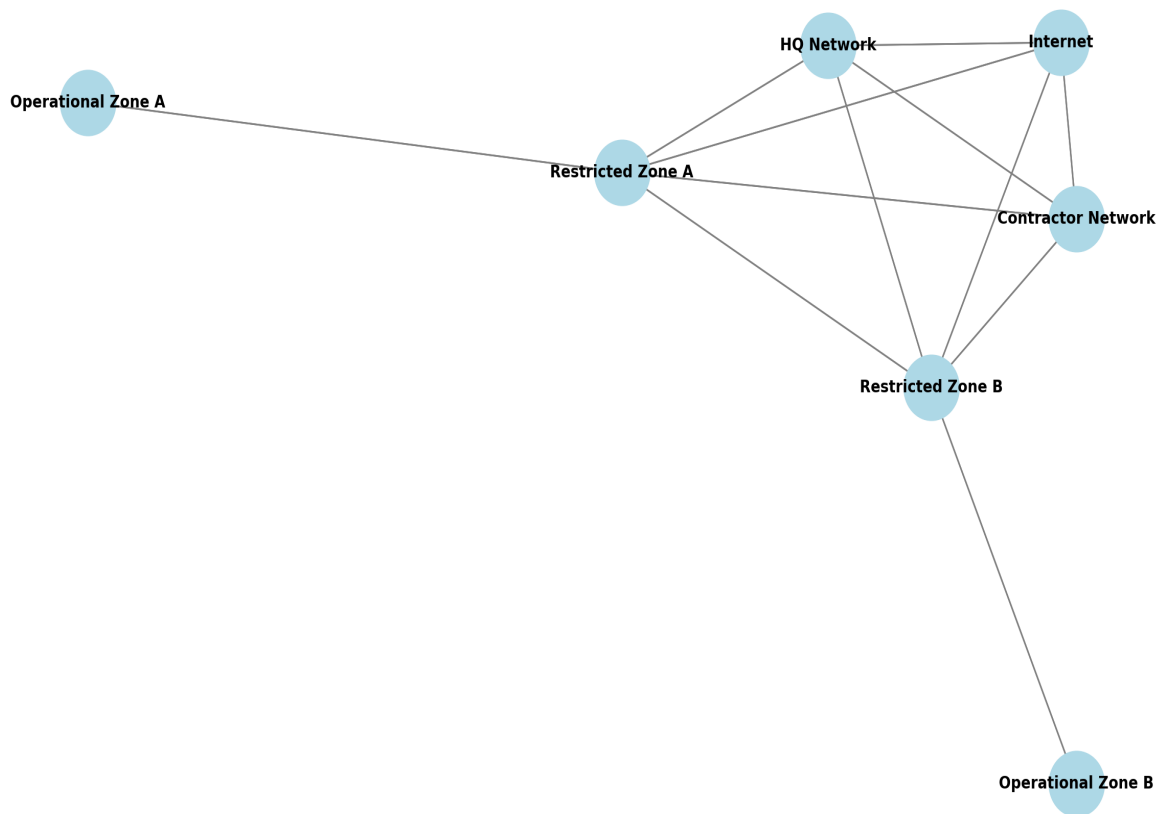 HQ Network
Internet
Operational Zone A
Restricted Zone A
Contractor Network
Restricted Zone B
Operational Zone B